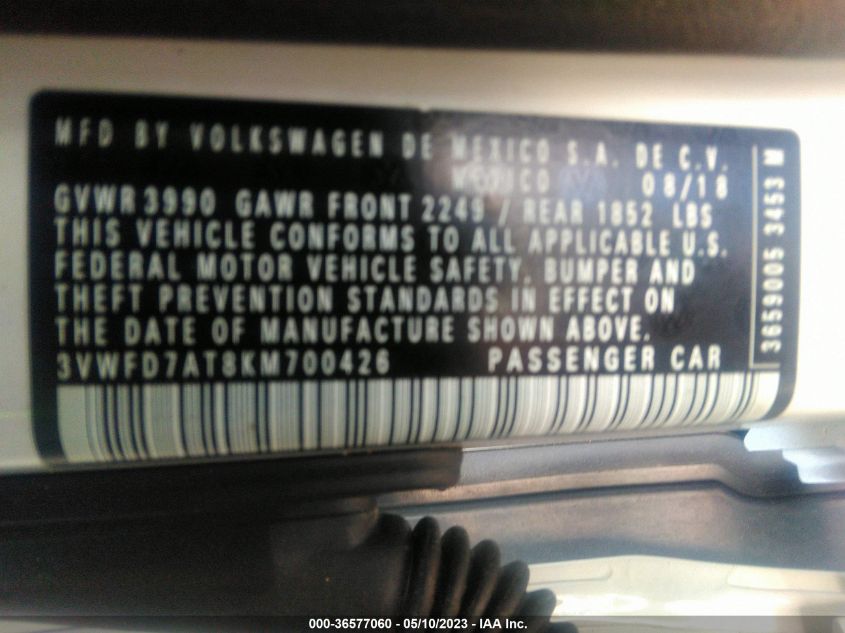 MFD BY VOLKSWAGEN DE MEXICO S.A. DE C.V.
MEXICO 08/18
GVWR 3990 GAWR FRONT 2249 / REAR 1852 LBS
THIS VEHICLE CONFORMS TO ALL APPLICABLE U.S.
FEDERAL MOTOR VEHICLE SAFETY, BUMPER AND
THEFT PREVENTION STANDARDS IN EFFECT ON
THE DATE OF MANUFACTURE SHOWN ABOVE.
3VWFD7AT8KM700426 PASSENGER CAR
3659005 3453 M
000-36577060 - 05/10/2023 - IAA Inc.